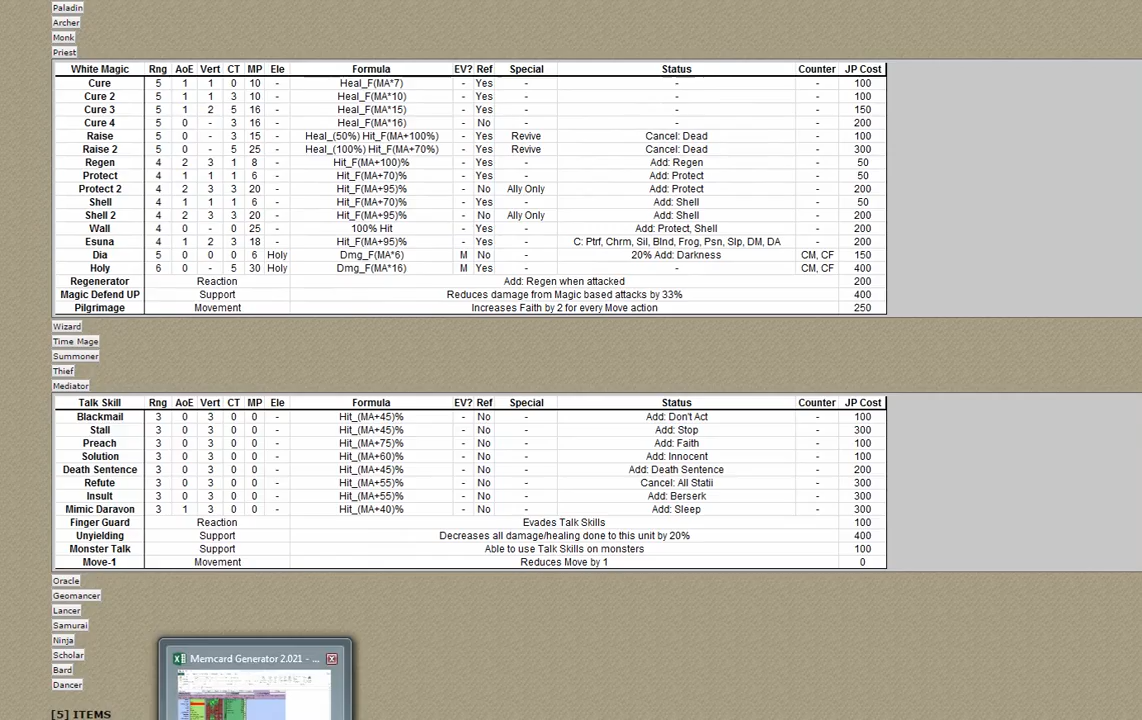 Paladin
Archer
Monk
Priest
White Magic Rng AoE Vert CT MP Ele Formula EV? Ref Special Status Counter JP Cost
Cure 5 1 1 0 10 - Heal_F(MA*7) - Yes - - - 100
Cure 2 5 1 1 3 10 - Heal_F(MA*10) - Yes - - - 100
Cure 3 5 1 2 5 16 - Heal_F(MA*15) - Yes - - - 150
Cure 4 5 0 - 3 16 - Heal_F(MA*16) - No - - - 200
Raise 5 0 - 3 15 - Heal_(50%) Hit_F(MA+100%) - Yes Revive Cancel: Dead - 100
Raise 2 5 0 - 5 25 - Heal_(100%) Hit_F(MA+70%) - Yes Revive Cancel: Dead - 300
Regen 4 2 3 1 8 - Hit_F(MA+100)% - Yes - Add: Regen - 50
Protect 4 1 1 1 6 - Hit_F(MA+70)% - Yes - Add: Protect - 50
Protect 2 4 2 3 3 20 - Hit_F(MA+95)% - No Ally Only Add: Protect - 200
Shell 4 1 1 1 6 - Hit_F(MA+70)% - Yes - Add: Shell - 50
Shell 2 4 2 3 3 20 - Hit_F(MA+95)% - No Ally Only Add: Shell - 200
Wall 4 0 - 0 25 - 100% Hit - Yes - Add: Protect, Shell - 200
Esuna 4 1 2 3 18 - Hit_F(MA+95)% - Yes - C: Ptrf, Chrm, Sil, Blnd, Frog, Psn, Slp, DM, DA - 200
Dia 5 0 0 0 6 Holy Dmg_F(MA*6) M No - 20% Add: Darkness CM, CF 150
Holy 6 0 - 5 30 Holy Dmg_F(MA*16) M Yes - - CM, CF 400
Regenerator Reaction Add: Regen when attacked 200
Magic Defend UP Support Reduces damage from Magic based attacks by 33% 400
Pilgrimage Movement Increases Faith by 2 for every Move action 250
Wizard
Time Mage
Summoner
Thief
Mediator
Talk Skill Rng AoE Vert CT MP Ele Formula EV? Ref Special Status Counter JP Cost
Blackmail 3 0 3 0 0 - Hit_(MA+45)% - No - Add: Don't Act - 100
Stall 3 0 3 0 0 - Hit_(MA+45)% - No - Add: Stop - 300
Preach 3 0 3 0 0 - Hit_(MA+75)% - No - Add: Faith - 100
Solution 3 0 3 0 0 - Hit_(MA+60)% - No - Add: Innocent - 100
Death Sentence 3 0 3 0 0 - Hit_(MA+45)% - No - Add: Death Sentence - 200
Refute 3 0 3 0 0 - Hit_(MA+55)% - No - Cancel: All Statii - 300
Insult 3 0 3 0 0 - Hit_(MA+55)% - No - Add: Berserk - 300
Mimic Daravon 3 1 3 0 0 - Hit_(MA+40)% - No - Add: Sleep - 300
Finger Guard Reaction Evades Talk Skills 100
Unyielding Support Decreases all damage/healing done to this unit by 20% 400
Monster Talk Support Able to use Talk Skills on monsters 100
Move-1 Movement Reduces Move by 1 0
Oracle
Geomancer
Lancer
Samurai
Ninja
Scholar
Bard
Dancer
Memcard Generator 2.021 - ...
[5] ITEMS